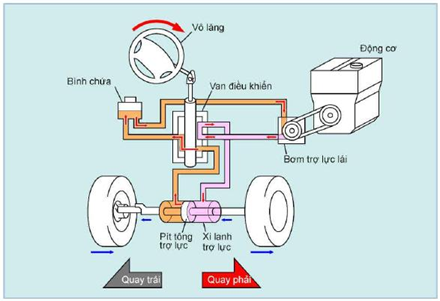 Vô lăng
Động cơ
Bình chứa
Van điều khiển
Bơm trợ lực lái
Pít tông
trợ lực
Xi lanh
trợ lực
Quay trái
Quay phải